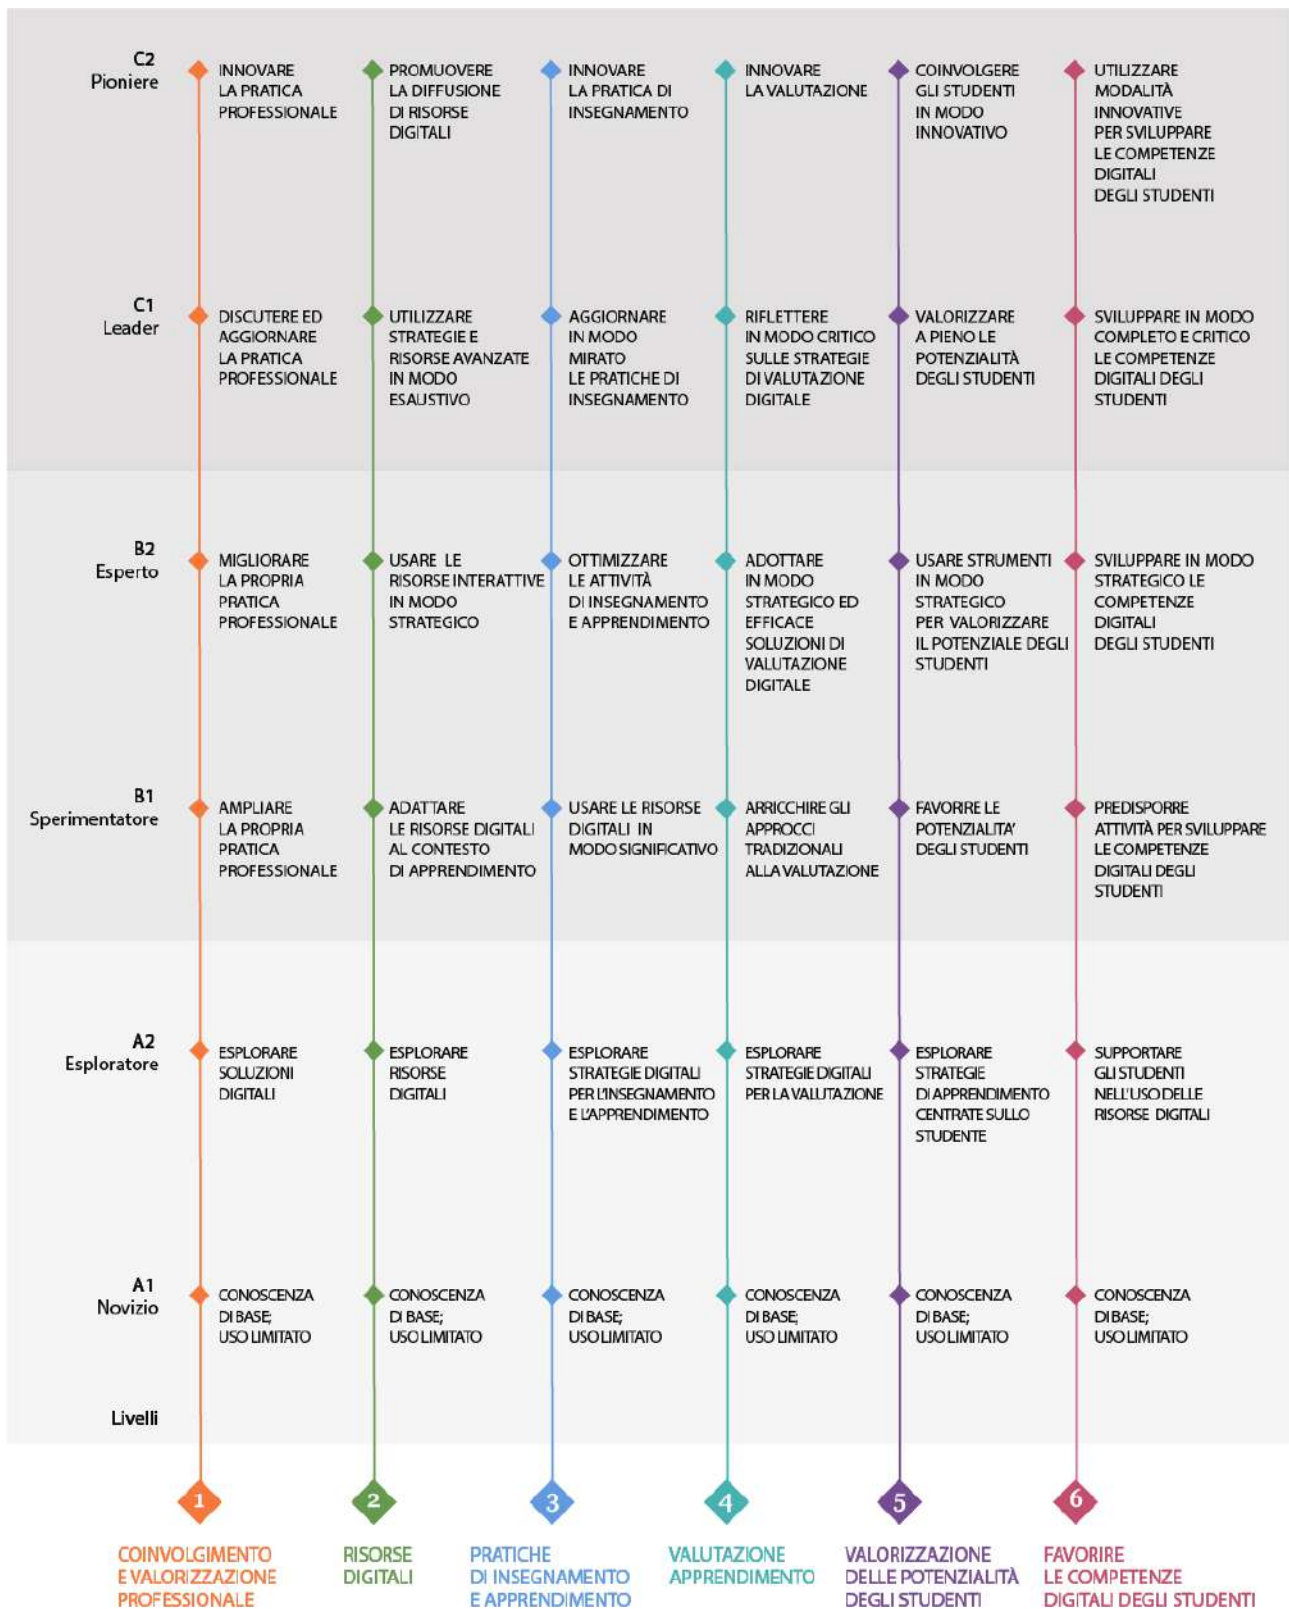 C2
Pioniere
INNOVARE
LA PRATICA
PROFESSIONALE
PROMUOVERE
LA DIFFUSIONE
DI RISORSE
DIGITALI
INNOVARE
LA PRATICA DI
INSEGNAMENTO
INNOVARE
LA VALUTAZIONE
COINVOLGERE
GLI STUDENTI
IN MODO
INNOVATIVO
UTILIZZARE
MODALITÀ
INNOVATIVE
PER SVILUPPARE
LE COMPETENZE
DIGITALI
DEGLI STUDENTI
C1
Leader
DISCUTERE ED
AGGIORNARE
LA PRATICA
PROFESSIONALE
UTILIZZARE
STRATEGIE E
RISORSE AVANZATE
IN MODO
ESAUSTIVO
AGGIORNARE
IN MODO
MIRATO
LE PRATICHE DI
INSEGNAMENTO
RIFLETTERE
IN MODO CRITICO
SULLE STRATEGIE
DI VALUTAZIONE
DIGITALE
VALORIZZARE
A PIENO LE
POTENZIALITÀ
DEGLI STUDENTI
SVILUPPARE IN MODO
COMPLETO E CRITICO
LE COMPETENZE
DIGITALI DEGLI
STUDENTI
B2
Esperto
MIGLIORARE
LA PROPRIA
PRATICA
PROFESSIONALE
USARE LE
RISORSE INTERATTIVE
IN MODO
STRATEGICO
OTTIMIZZARE
LE ATTIVITÀ
DI INSEGNAMENTO
E APPRENDIMENTO
ADOTTARE
IN MODO
STRATEGICO ED
EFFICACE
SOLUZIONI DI
VALUTAZIONE
DIGITALE
USARE STRUMENTI
IN MODO
STRATEGICO
PER VALORIZZARE
IL POTENZIALE DEGLI
STUDENTI
SVILUPPARE IN MODO
STRATEGICO LE
COMPETENZE
DIGITALI
DEGLI STUDENTI
B1
Sperimentatore
AMPLIARE
LA PROPRIA
PRATICA
PROFESSIONALE
ADATTARE
LE RISORSE DIGITALI
AL CONTESTO
DI APPRENDIMENTO
USARE LE RISORSE
DIGITALI IN
MODO SIGNIFICATIVO
ARRICCHIRE GLI
APPROCCI
TRADIZIONALI
ALLA VALUTAZIONE
FAVORIRE LE
POTENZIALITA'
DEGLI STUDENTI
PREDISPORRE
ATTIVITÀ PER SVILUPPARE
LE COMPETENZE
DIGITALI DEGLI
STUDENTI
A2
Esploratore
ESPLORARE
SOLUZIONI
DIGITALI
ESPLORARE
RISORSE
DIGITALI
ESPLORARE
STRATEGIE DIGITALI
PER L'INSEGNAMENTO
E L'APPRENDIMENTO
ESPLORARE
STRATEGIE DIGITALI
PER LA VALUTAZIONE
ESPLORARE
STRATEGIE
DI APPRENDIMENTO
CENTRATE SULLO
STUDENTE
SUPPORTARE
GLI STUDENTI
NELL'USO DELLE
RISORSE DIGITALI
A1
Novizio
CONOSCENZA
DI BASE;
USO LIMITATO
CONOSCENZA
DI BASE;
USO LIMITATO
CONOSCENZA
DI BASE;
USO LIMITATO
CONOSCENZA
DI BASE;
USO LIMITATO
CONOSCENZA
DI BASE;
USO LIMITATO
CONOSCENZA
DI BASE;
USO LIMITATO
Livelli
1
COINVOLGIMENTO
E VALORIZZAZIONE
PROFESSIONALE
2
RISORSE
DIGITALI
3
PRATICHE
DI INSEGNAMENTO
E APPRENDIMENTO
4
VALUTAZIONE
APPRENDIMENTO
5
VALORIZZAZIONE
DELLE POTENZIALITÀ
DEGLI STUDENTI
6
FAVORIRE
LE COMPETENZE
DIGITALI DEGLI STUDENTI